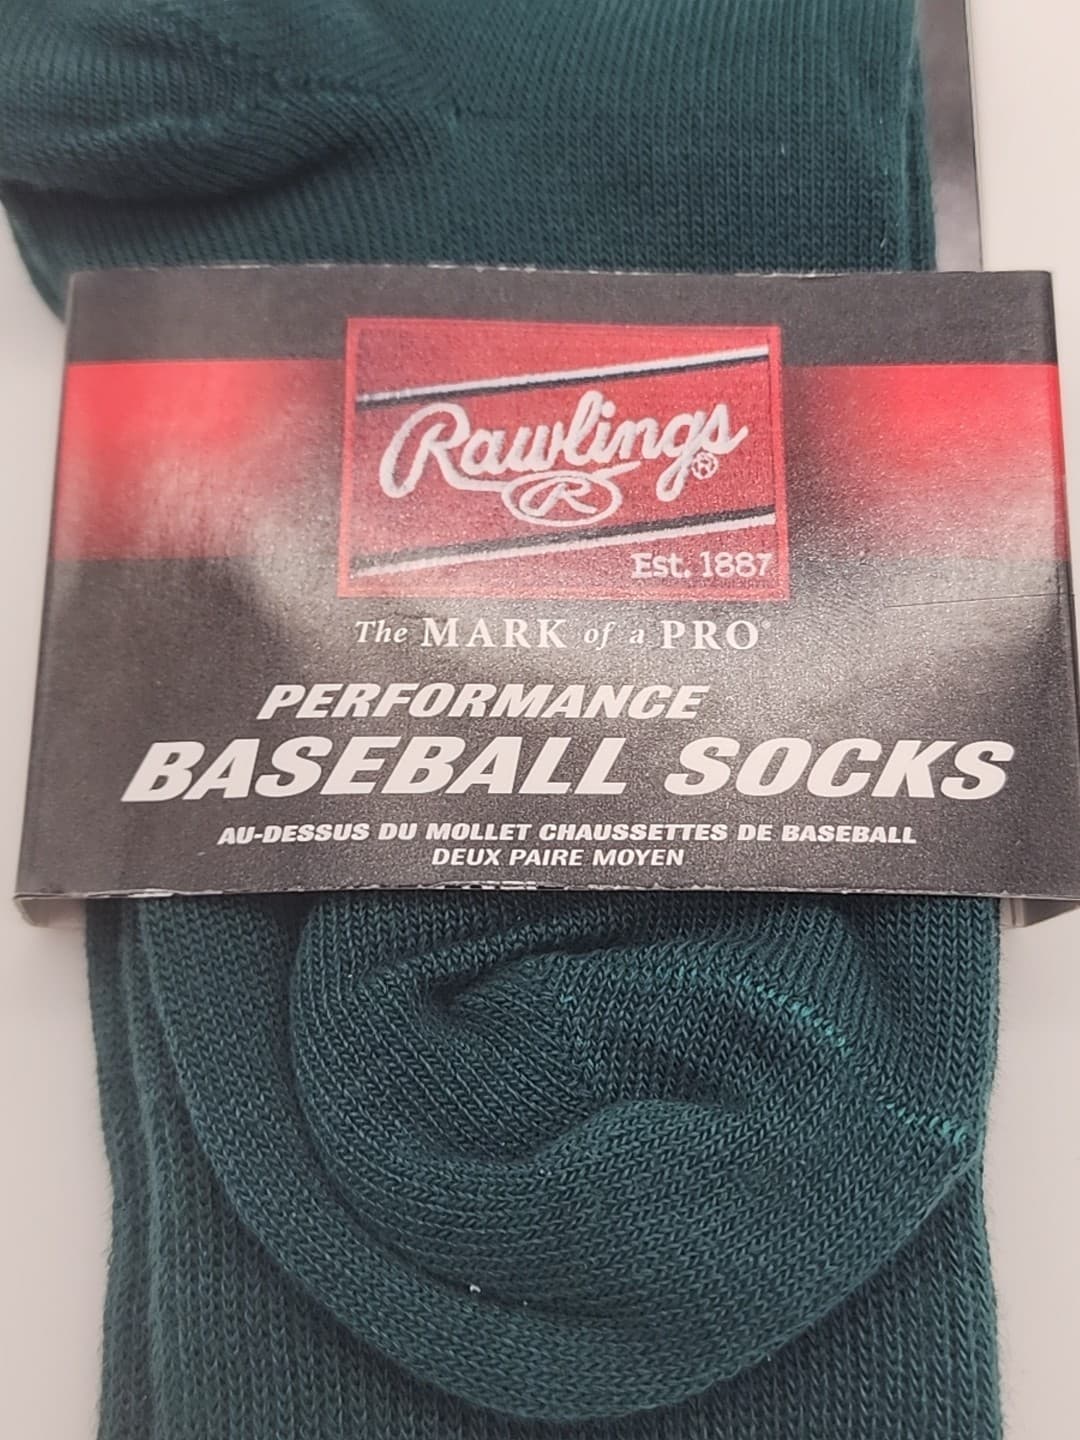 Rawlings®
R
Est. 1887
The MARK of a PRO®
PERFORMANCE
BASEBALL SOCKS
AU-DESSUS DU MOLLET CHAUSSETTES DE BASEBALL
DEUX PAIRE MOYEN